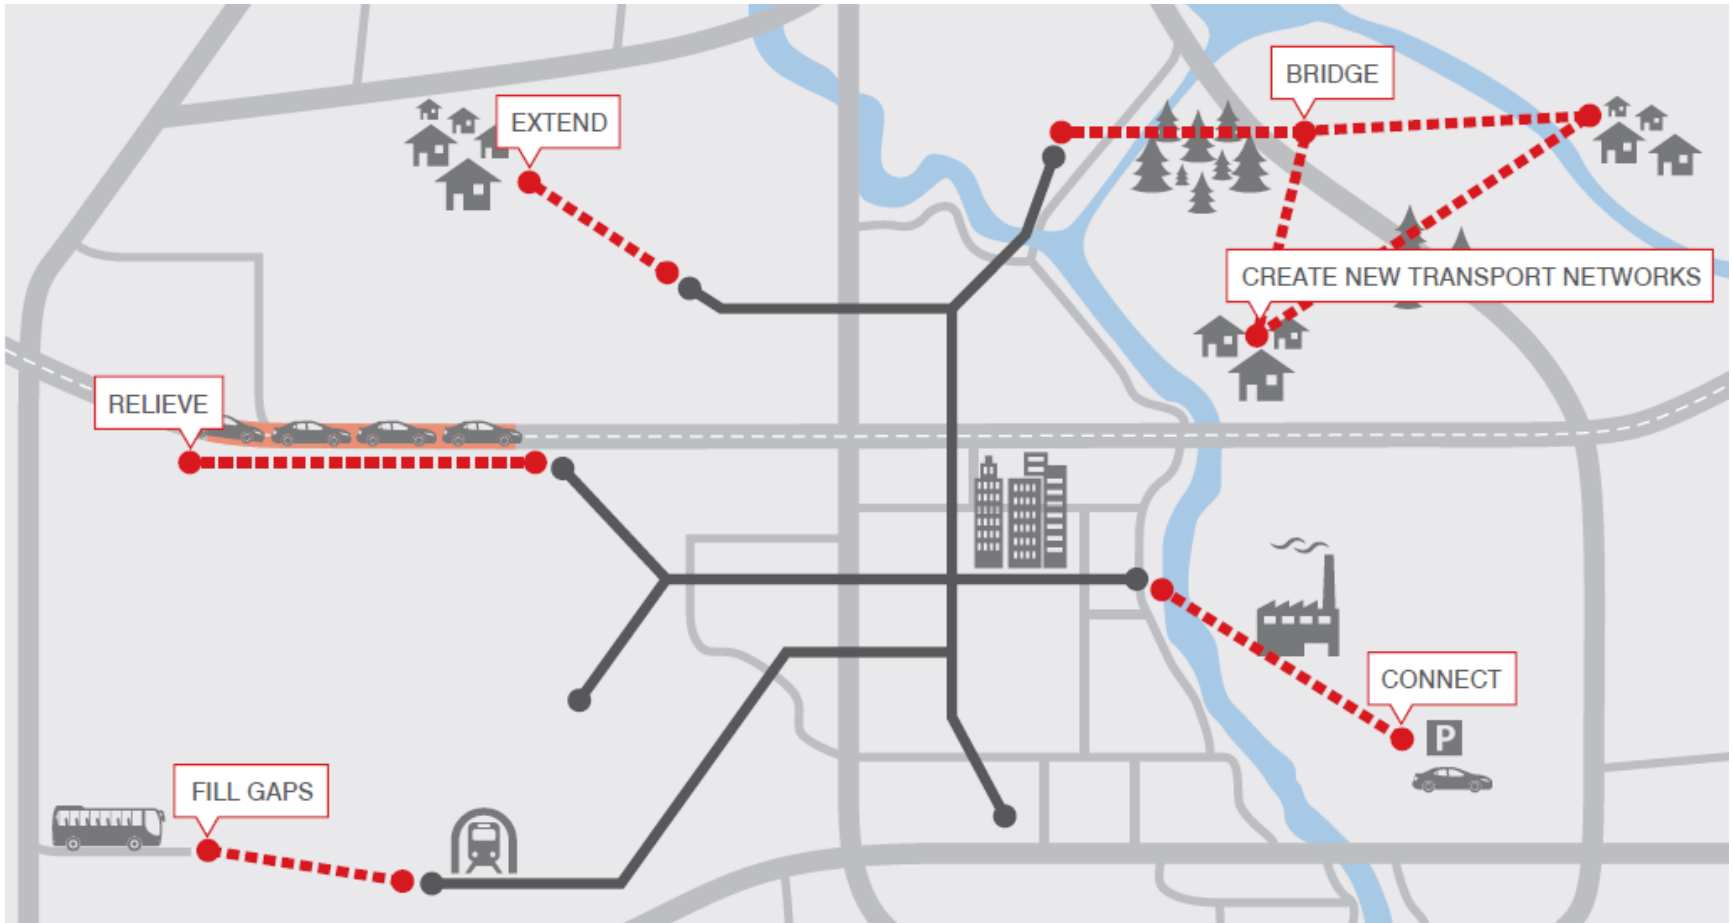 BRIDGE
EXTEND
CREATE NEW TRANSPORT NETWORKS
RELIEVE
CONNECT
P
FILL GAPS